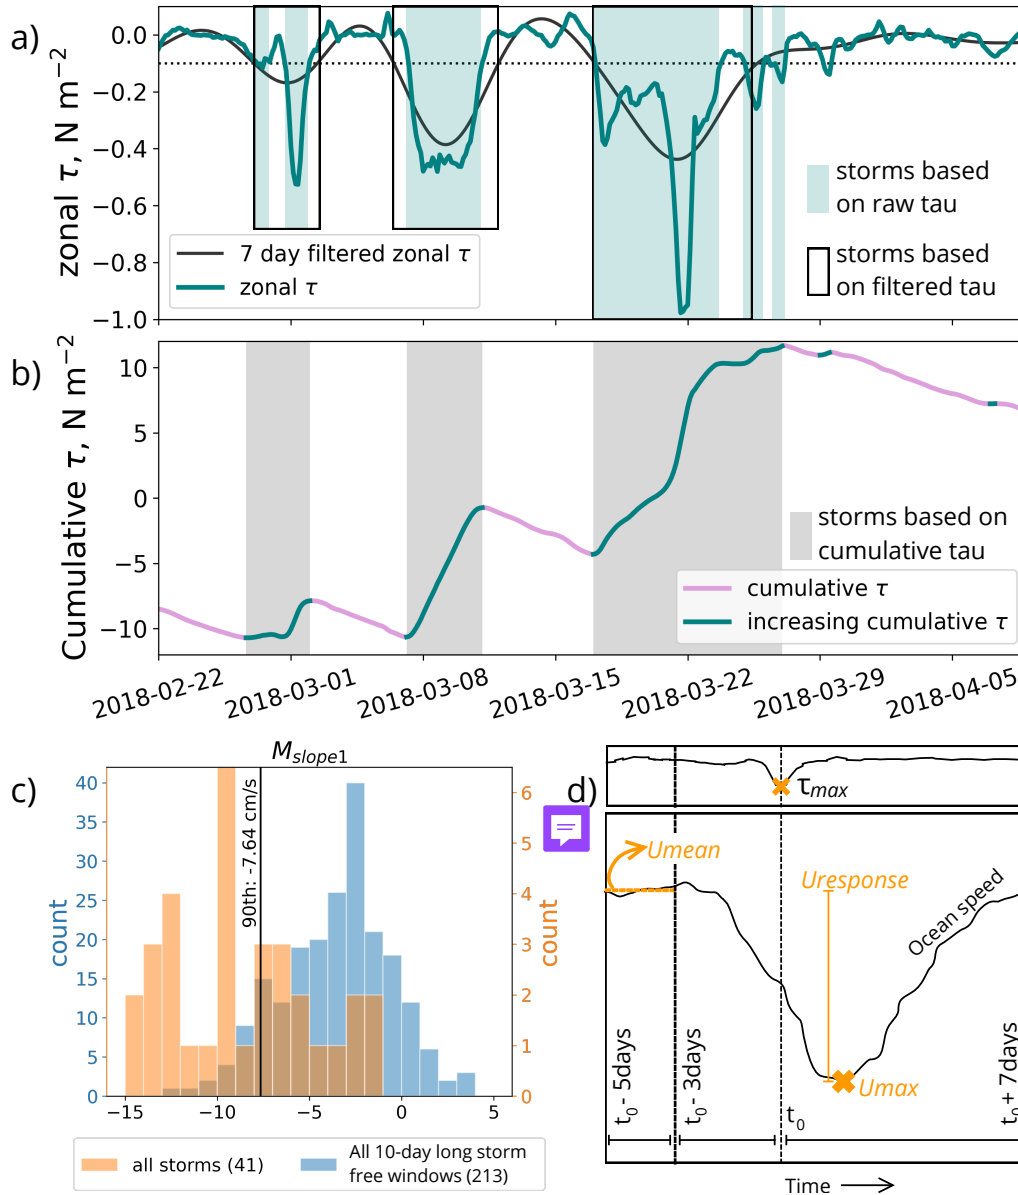 a)
zonal τ, N m⁻²
0.0
−0.2
−0.4
−0.6
−0.8
−1.0
7 day filtered zonal τ
zonal τ
storms based
on raw tau
storms based
on filtered tau
b)
Cumulative τ, N m⁻²
10
5
0
−5
−10
storms based on
cumulative tau
cumulative τ
increasing cumulative τ
2018-02-22
2018-03-01
2018-03-08
2018-03-15
2018-03-22
2018-03-29
2018-04-05
c)
M_slope1
count
40
35
30
25
20
15
10
5
0
90th: -7.64 cm/s
6
5
4
3
2
1
0
count
−15
−10
−5
0
5
all storms (41)
All 10-day long storm
free windows (213)
d)
τ_max
Umean
Uresponse
Ocean speed
Umax
t₀ - 5days
t₀ - 3days
t₀
t₀ + 7days
Time